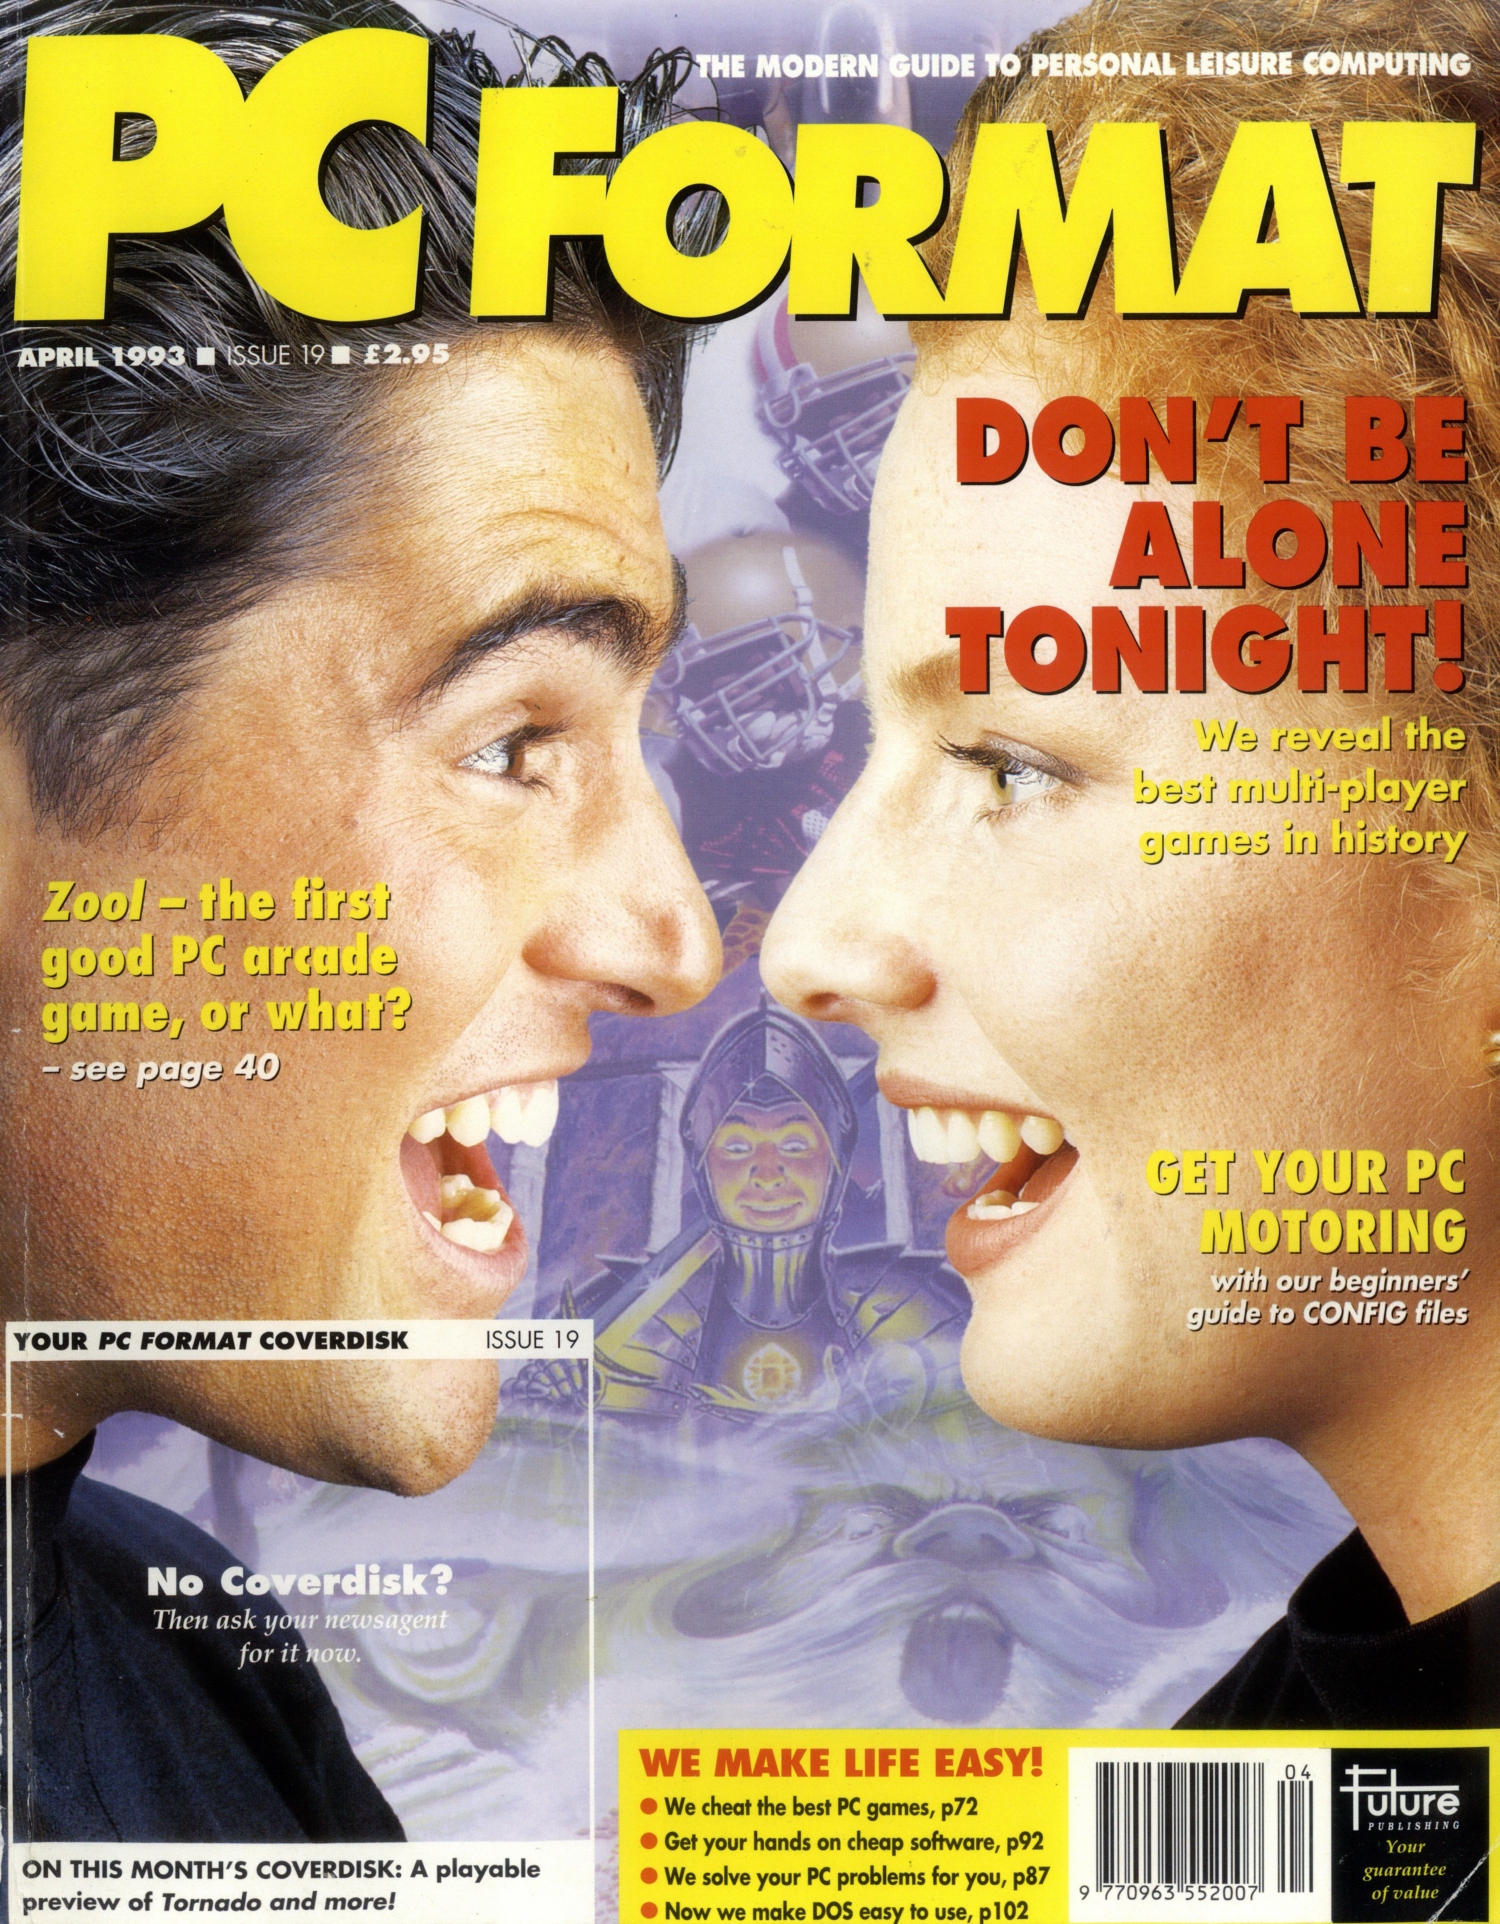 THE MODERN GUIDE TO PERSONAL LEISURE COMPUTING
PC FORMAT
APRIL 1993 ■ ISSUE 19 ■ £2.95
DON'T BE
ALONE
TONIGHT!
We reveal the
best multi-player
games in history
Zool – the first
good PC arcade
game, or what?
– see page 40
GET YOUR PC
MOTORING
with our beginners'
guide to CONFIG files
YOUR PC FORMAT COVERDISK ISSUE 19
No Coverdisk?
Then ask your newsagent
for it now.
ON THIS MONTH'S COVERDISK: A playable
preview of Tornado and more!
WE MAKE LIFE EASY!
● We cheat the best PC games, p72
● Get your hands on cheap software, p92
● We solve your PC problems for you, p87
● Now we make DOS easy to use, p102
04
9 770963 552007
Future
PUBLISHING
Your
guarantee
of value